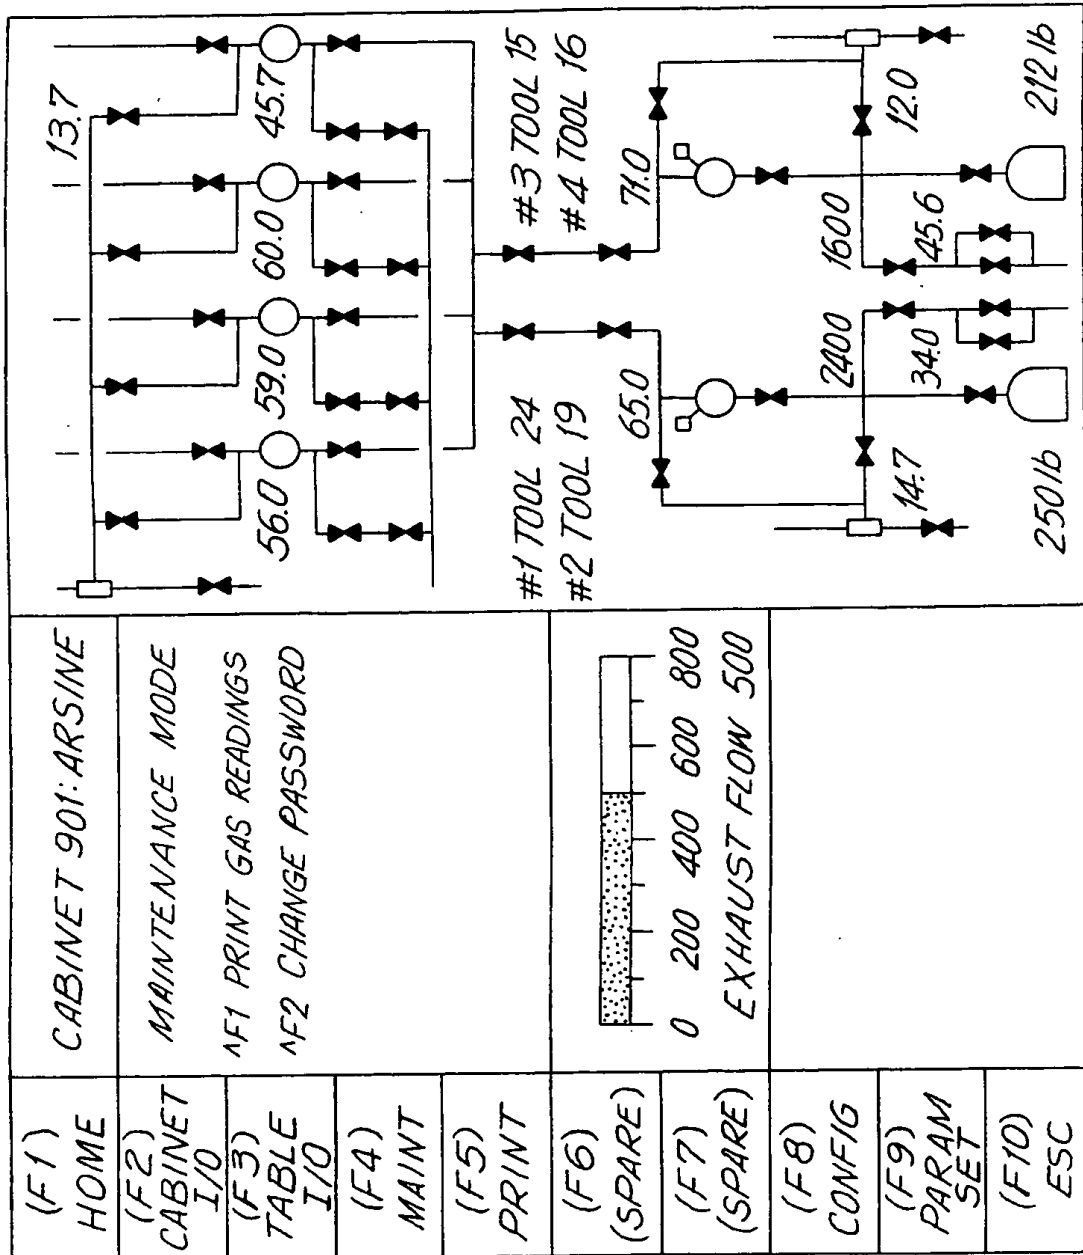 (F1)
HOME
(F2)
CABINET
I/O
(F3)
TABLE
I/O
(F4)
MAINT
(F5)
PRINT
(F6)
(SPARE)
(F7)
(SPARE)
(F8)
CONFIG
(F9)
PARAM
SET
(F10)
ESC
CABINET 901: ARSINE
MAINTENANCE MODE
^F1 PRINT GAS READINGS
^F2 CHANGE PASSWORD
0 200 400 600 800
EXHAUST FLOW 500
13.7
56.0 59.0 60.0 45.7
#1 TOOL 24 #3 TOOL 15
#2 TOOL 19 #4 TOOL 16
65.0 71.0
2400 1600
14.7 34.0 45.6 12.0
250 lb 212 lb